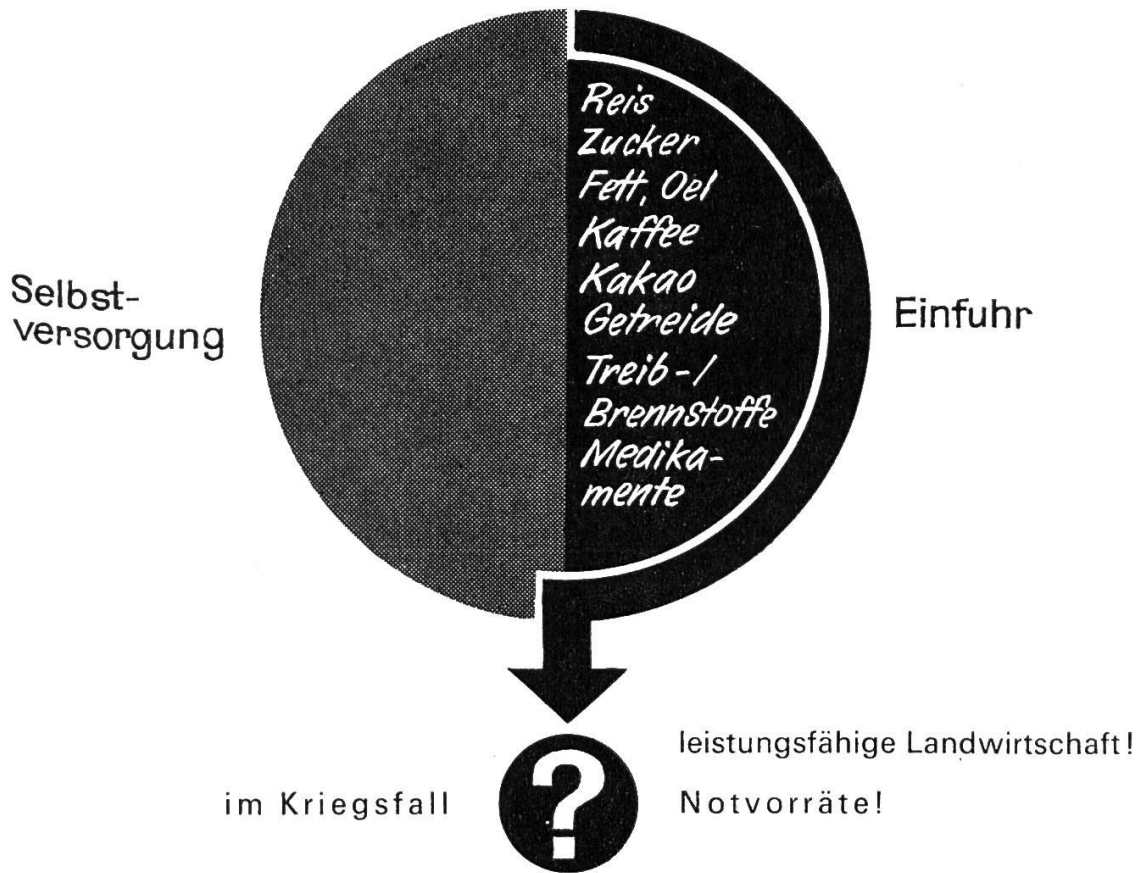 Reis
Zucker
Fett, Oel
Kaffee
Kakao
Getreide
Treib-/
Brennstoffe
Medika-
mente
Selbst-
versorgung
Einfuhr
leistungsfähige Landwirtschaft!
im Kriegsfall
?
Notvorräte!